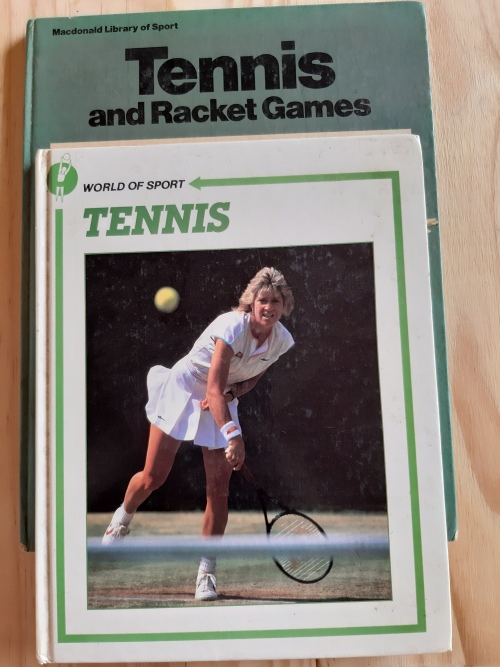 Macdonald Library of Sport
Tennis
and Racket Games
WORLD OF SPORT
TENNIS